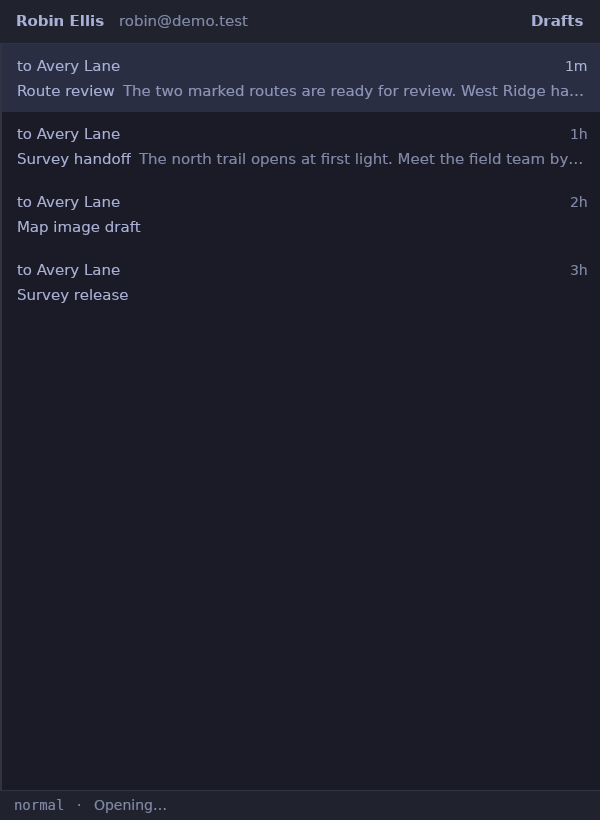 Robin Ellis robin@demo.test Drafts
to Avery Lane 1m
Route review The two marked routes are ready for review. West Ridge ha…
to Avery Lane 1h
Survey handoff The north trail opens at first light. Meet the field team by…
to Avery Lane 2h
Map image draft
to Avery Lane 3h
Survey release
normal · Opening…